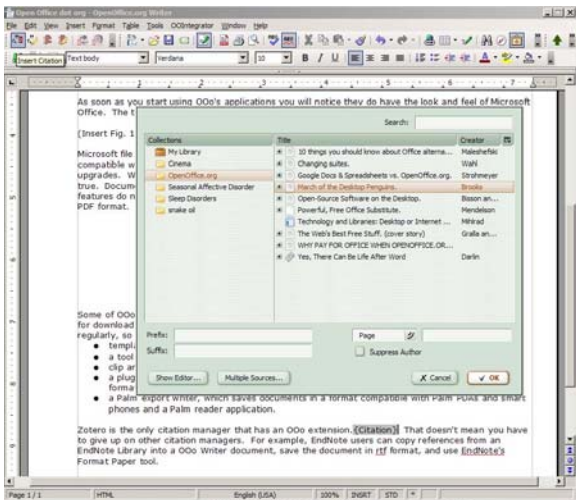 Open Office dot org - OpenOffice.org Writer
File Edit View Insert Format Table Tools OOIntegrator Window Help
Insert Citation
Text body
Verdana
10
As soon as you start using OOo's applications you will notice they do have the look and feel of Microsoft
Office. The t
(Insert Fig. 1
Microsoft file
compatible w
upgrades. W
true. Docum
features do n
PDF format.
Search:
Collections
My Library
Cinema
OpenOffice.org
Seasonal Affective Disorder
Sleep Disorders
snake oil
Title Creator
10 things you should know about Office alterna... Maleshefski
Changing suites. Wahl
Google Docs & Spreadsheets vs. OpenOffice.org. Strohmeyer
March of the Desktop Penguins. Brooks
Open-Source Software on the Desktop. Bisson an...
Powerful, Free Office Substitute. Mendelson
Technology and Libraries: Desktop or Internet ... Mihlrad
The Web's Best Free Stuff. (cover story) Gralla an...
WHY PAY FOR OFFICE WHEN OPENOFFICE.OR...
Yes, There Can Be Life After Word Darlin
Prefix:
Page
Suffix:
Suppress Author
Show Editor...
Multiple Sources...
Cancel
OK
Some of OOo
for download
regularly, so
templ
a tool
clip ar
a plug
forma
a Palm export writer, which saves documents in a format compatible with Palm PDAs and smart
phones and a Palm reader application.
Zotero is the only citation manager that has an OOo extension.{Citation} That doesn't mean you have
to give up on other citation managers. For example, EndNote users can copy references from an
EndNote Library into a OOo Writer document, save the document in rtf format, and use EndNote's
Format Paper tool.
Page 1 / 1
HTML
English (USA)
100%
INSRT
STD